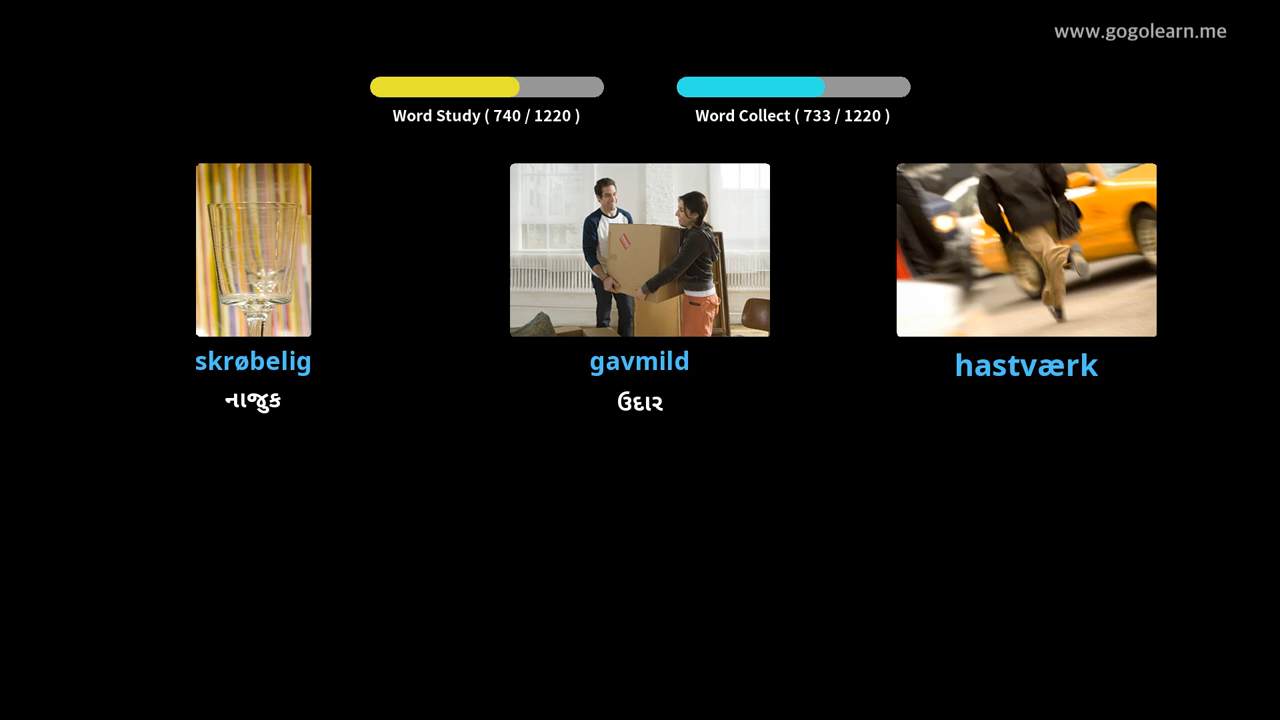 www.gogolearn.me
Word Study ( 740 / 1220 )
Word Collect ( 733 / 1220 )
skrøbelig
gavmild
hastværk
નાજુક
ઉદાર